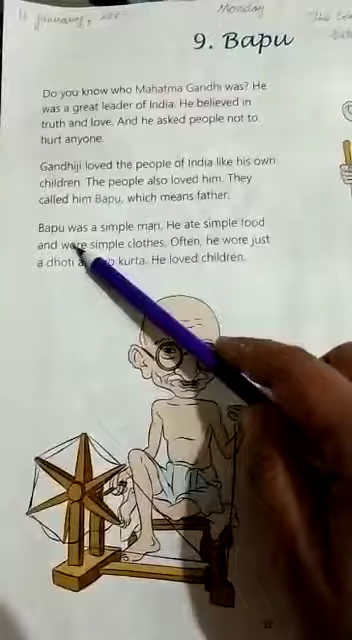 January,
Monday
9. Bapu
Do you know who Mahatma Gandhi was? He
was a great leader of India. He believed in
truth and love. And he asked people not to
hurt anyone.
Gandhiji loved the people of India like his own
children. The people also loved him. They
called him Bapu, which means father.
Bapu was a simple man. He ate simple food
and wore simple clothes. Often, he wore just
a dhoti kurta. He loved children.